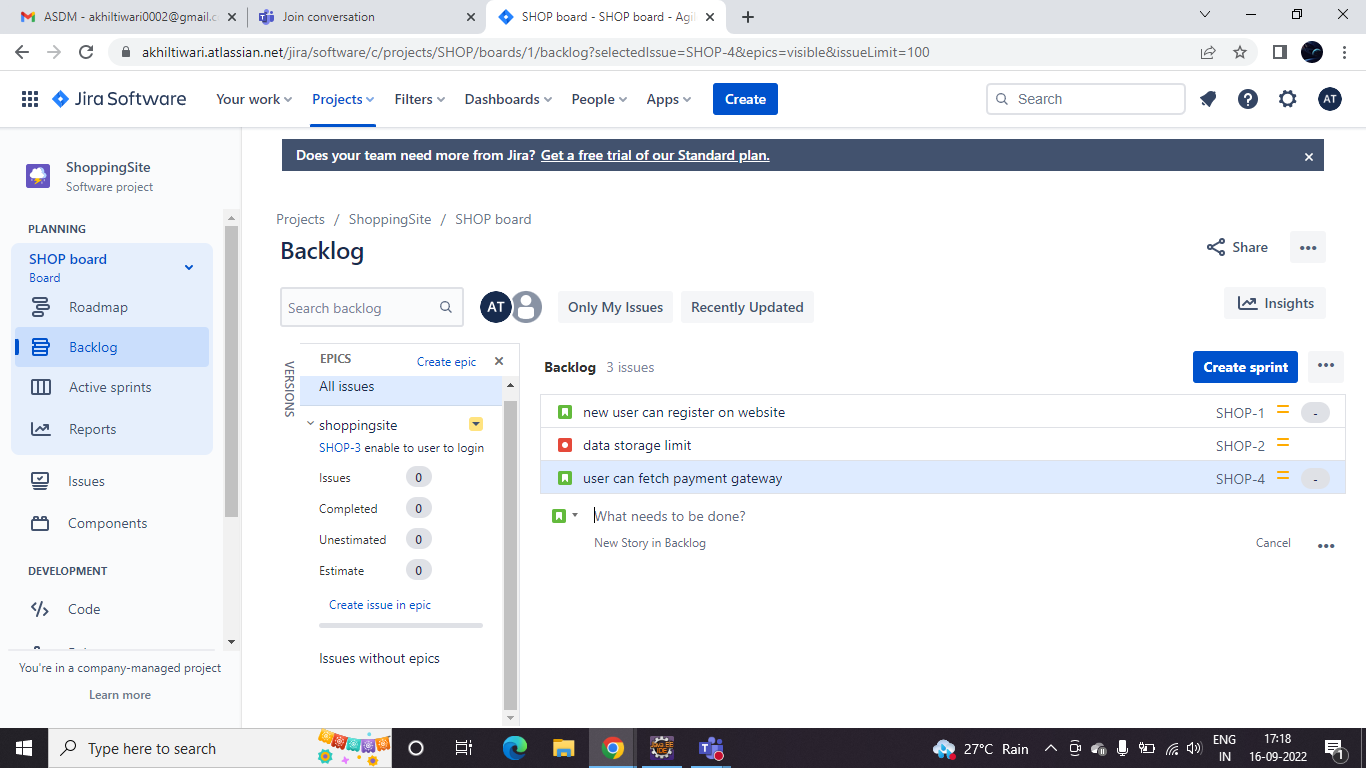 ASDM - akhiltiwari0002@gmail.c
Join conversation
SHOP board - SHOP board - Agil
akhiltiwari.atlassian.net/jira/software/c/projects/SHOP/boards/1/backlog?selectedIssue=SHOP-4&epics=visible&issueLimit=100
Jira Software
Your work
Projects
Filters
Dashboards
People
Apps
Create
Search
AT
ShoppingSite
Software project
Does your team need more from Jira? Get a free trial of our Standard plan.
PLANNING
SHOP board
Board
Roadmap
Backlog
Active sprints
Reports
Issues
Components
DEVELOPMENT
Code
You're in a company-managed project
Learn more
Projects / ShoppingSite / SHOP board
Backlog
Share
Search backlog
AT
Only My Issues
Recently Updated
Insights
VERSIONS
EPICS
Create epic
All issues
shoppingsite
SHOP-3 enable to user to login
Issues 0
Completed 0
Unestimated 0
Estimate 0
Create issue in epic
Issues without epics
Backlog 3 issues
Create sprint
new user can register on website SHOP-1 -
data storage limit SHOP-2
user can fetch payment gateway SHOP-4 -
What needs to be done?
New Story in Backlog
Cancel
Type here to search
27°C Rain
ENG
IN
17:18
16-09-2022
1